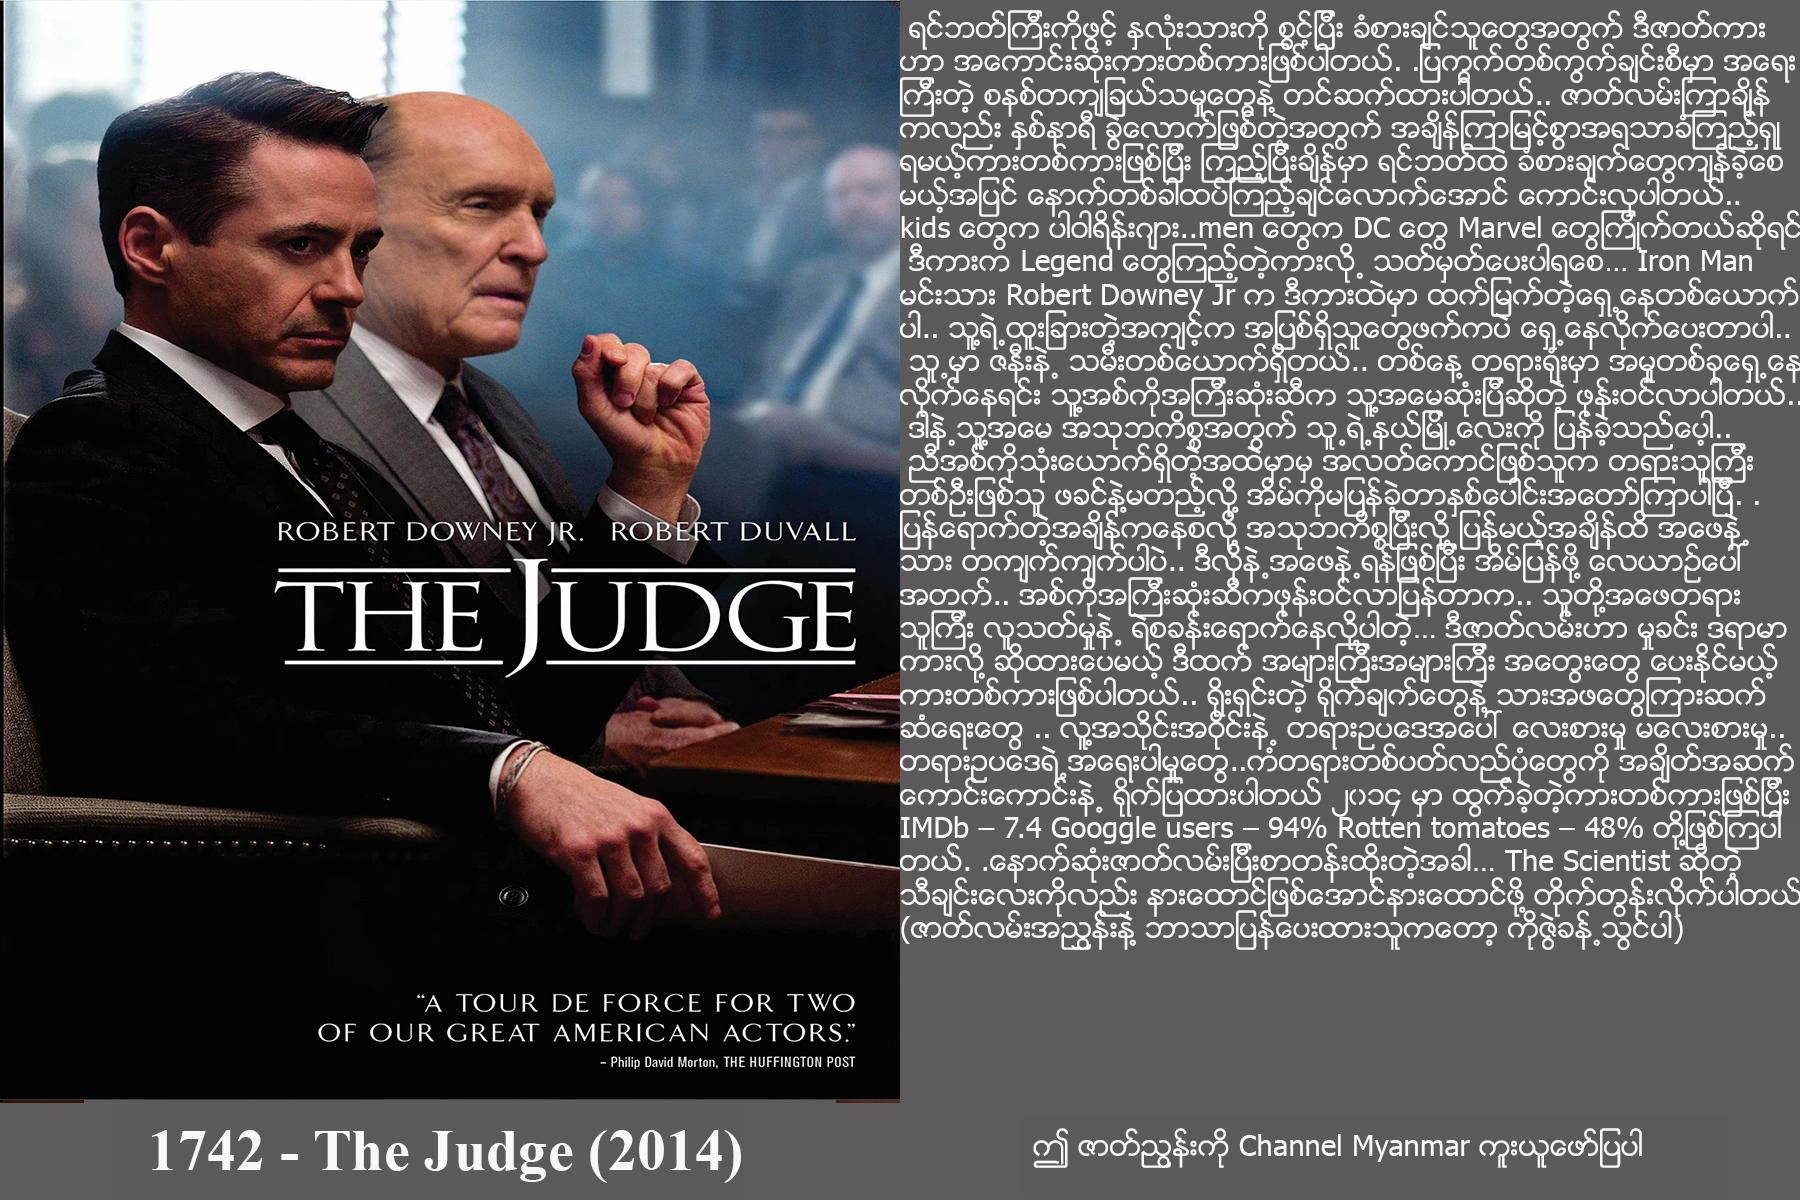 ROBERT DOWNEY JR. ROBERT DUVALL
THE JUDGE
“A TOUR DE FORCE FOR TWO
OF OUR GREAT AMERICAN ACTORS.”
– Philip David Morton, THE HUFFINGTON POST
1742 - The Judge (2014)
ရင်ဘတ်ကြီးကိုဖွင့် နှလုံးသားကို စွင့်ပြီး ခံစားချင်သူတွေအတွက် ဒီဇာတ်ကား
ဟာ အကောင်းဆုံးကားတစ်ကားဖြစ်ပါတယ်. .ပြကွက်တစ်ကွက်ချင်းစီမှာ အရေး
ကြီးတဲ့ စနစ်တကျခြယ်သမှုတွေနဲ့ တင်ဆက်ထားပါတယ်.. ဇာတ်လမ်းကြာချိန်
ကလည်း နှစ်နာရီ ခွဲလောက်ဖြစ်တဲ့အတွက် အချိန်ကြာမြင့်စွာအရသာခံကြည့်ရှု
ရမယ့်ကားတစ်ကားဖြစ်ပြီး ကြည့်ပြီးချိန်မှာ ရင်ဘတ်ထဲ ခံစားချက်တွေကျန်ခဲ့စေ
မယ့်အပြင် နောက်တစ်ခါထပ်ကြည့်ချင်လောက်အောင် ကောင်းလှပါတယ်..
kids တွေက ပါဝါရိန်းဂျား..men တွေက DC တွေ Marvel တွေကြိုက်တယ်ဆိုရင်
ဒီကားက Legend တွေကြည့်တဲ့ကားလို့ သတ်မှတ်ပေးပါရစေ... Iron Man
မင်းသား Robert Downey Jr က ဒီကားထဲမှာ ထက်မြက်တဲ့ရှေ့နေတစ်ယောက်
ပါ.. သူ့ရဲ့ထူးခြားတဲ့အကျင့်က အပြစ်ရှိသူတွေဖက်ကပဲ ရှေ့နေလိုက်ပေးတာပါ..
သူ့မှာ ဇနီးနဲ့ သမီးတစ်ယောက်ရှိတယ်.. တစ်နေ့ တရားရုံးမှာ အမှုတစ်ခုရှေ့နေ
လိုက်နေရင်း သူ့အစ်ကိုအကြီးဆုံးဆီက သူ့အမေဆုံးပြီဆိုတဲ့ ဖုန်းဝင်လာပါတယ်..
ဒါနဲ့သူ့အမေ အသုဘကိစ္စအတွက် သူ့ရဲ့နယ်မြို့လေးကို ပြန်ခဲ့သည်ပေါ့..
ညီအစ်ကိုသုံးယောက်ရှိတဲ့အထဲမှာမှ အလတ်ကောင်ဖြစ်သူက တရားသူကြီး
တစ်ဦးဖြစ်သူ ဖခင်နဲ့မတည့်လို့ အိမ်ကိုမပြန်ခဲ့တာနှစ်ပေါင်းအတော်ကြာပါပြီ. .
ပြန်ရောက်တဲ့အချိန်ကနေစလို့ အသုဘကိစ္စပြီးလို့ပြန်မယ့်အချိန်ထိ အဖေနဲ့
သား တကျက်ကျက်ပါပဲ.. ဒီလိုနဲ့အဖေနဲ့ရန်ဖြစ်ပြီး အိမ်ပြန်ဖို့ လေယာဉ်ပေါ်
အတက်.. အစ်ကိုအကြီးဆုံးဆီကဖုန်းဝင်လာပြန်တာက.. သူတို့အဖေတရား
သူကြီး လူသတ်မှုနဲ့ ရဲစခန်းရောက်နေလို့ပါတဲ့... ဒီဇာတ်လမ်းဟာ မှုခင်း ဒရာမာ
ကားလို့ ဆိုထားပေမယ့် ဒီထက် အများကြီးအများကြီး အတွေးတွေ ပေးနိုင်မယ့်
ကားတစ်ကားဖြစ်ပါတယ်.. ရိုးရှင်းတဲ့ ရိုက်ချက်တွေနဲ့သားအဖတွေကြားဆက်
ဆံရေးတွေ .. လူ့အသိုင်းအဝိုင်းနဲ့ တရားဥပဒေအပေါ် လေးစားမှု မလေးစားမှု..
တရားဥပဒေရဲ့အရေးပါမှုတွေ..ကံတရားတစ်ပတ်လည်ပုံတွေကို အချိတ်အဆက်
ကောင်းကောင်းနဲ့ ရိုက်ပြထားပါတယ် ၂၀၁၄ မှာ ထွက်ခဲ့တဲ့ကားတစ်ကားဖြစ်ပြီး
IMDb – 7.4 Googgle users – 94% Rotten tomatoes – 48% တို့ဖြစ်ကြပါ
တယ်. .နောက်ဆုံးဇာတ်လမ်းပြီးစာတန်းထိုးတဲ့အခါ... The Scientist ဆိုတဲ့
သီချင်းလေးကိုလည်း နားထောင်ဖြစ်အောင်နားထောင်ဖို့ တိုက်တွန်းလိုက်ပါတယ်
(ဇာတ်လမ်းအညွှန်းနဲ့ ဘာသာပြန်ပေးထားသူကတော့ ကိုဇွဲခန့်သွင်ပါ)
ဤ ဇာတ်ညွှန်းကို Channel Myanmar ကူးယူဖော်ပြပါ